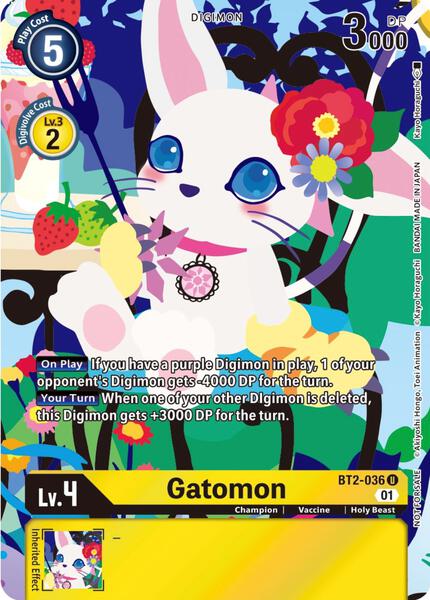 DIGIMON
Play Cost
5
DP
3000
Digivolve Cost
Lv.3
2
On Play If you have a purple Digimon in play, 1 of your
opponent's Digimon gets -4000 DP for the turn.
Your Turn When one of your other DIgimon is deleted,
this Digimon gets +3000 DP for the turn.
Lv.4
Gatomon
BT2-036 U
01
Champion | Vaccine | Holy Beast
Inherited Effect
–
Kayo Horaguchi
NOT FOR SALE ©Akiyoshi Hongo, Toei Animation ©Kayo Horaguchi BANDAI MADE IN JAPAN